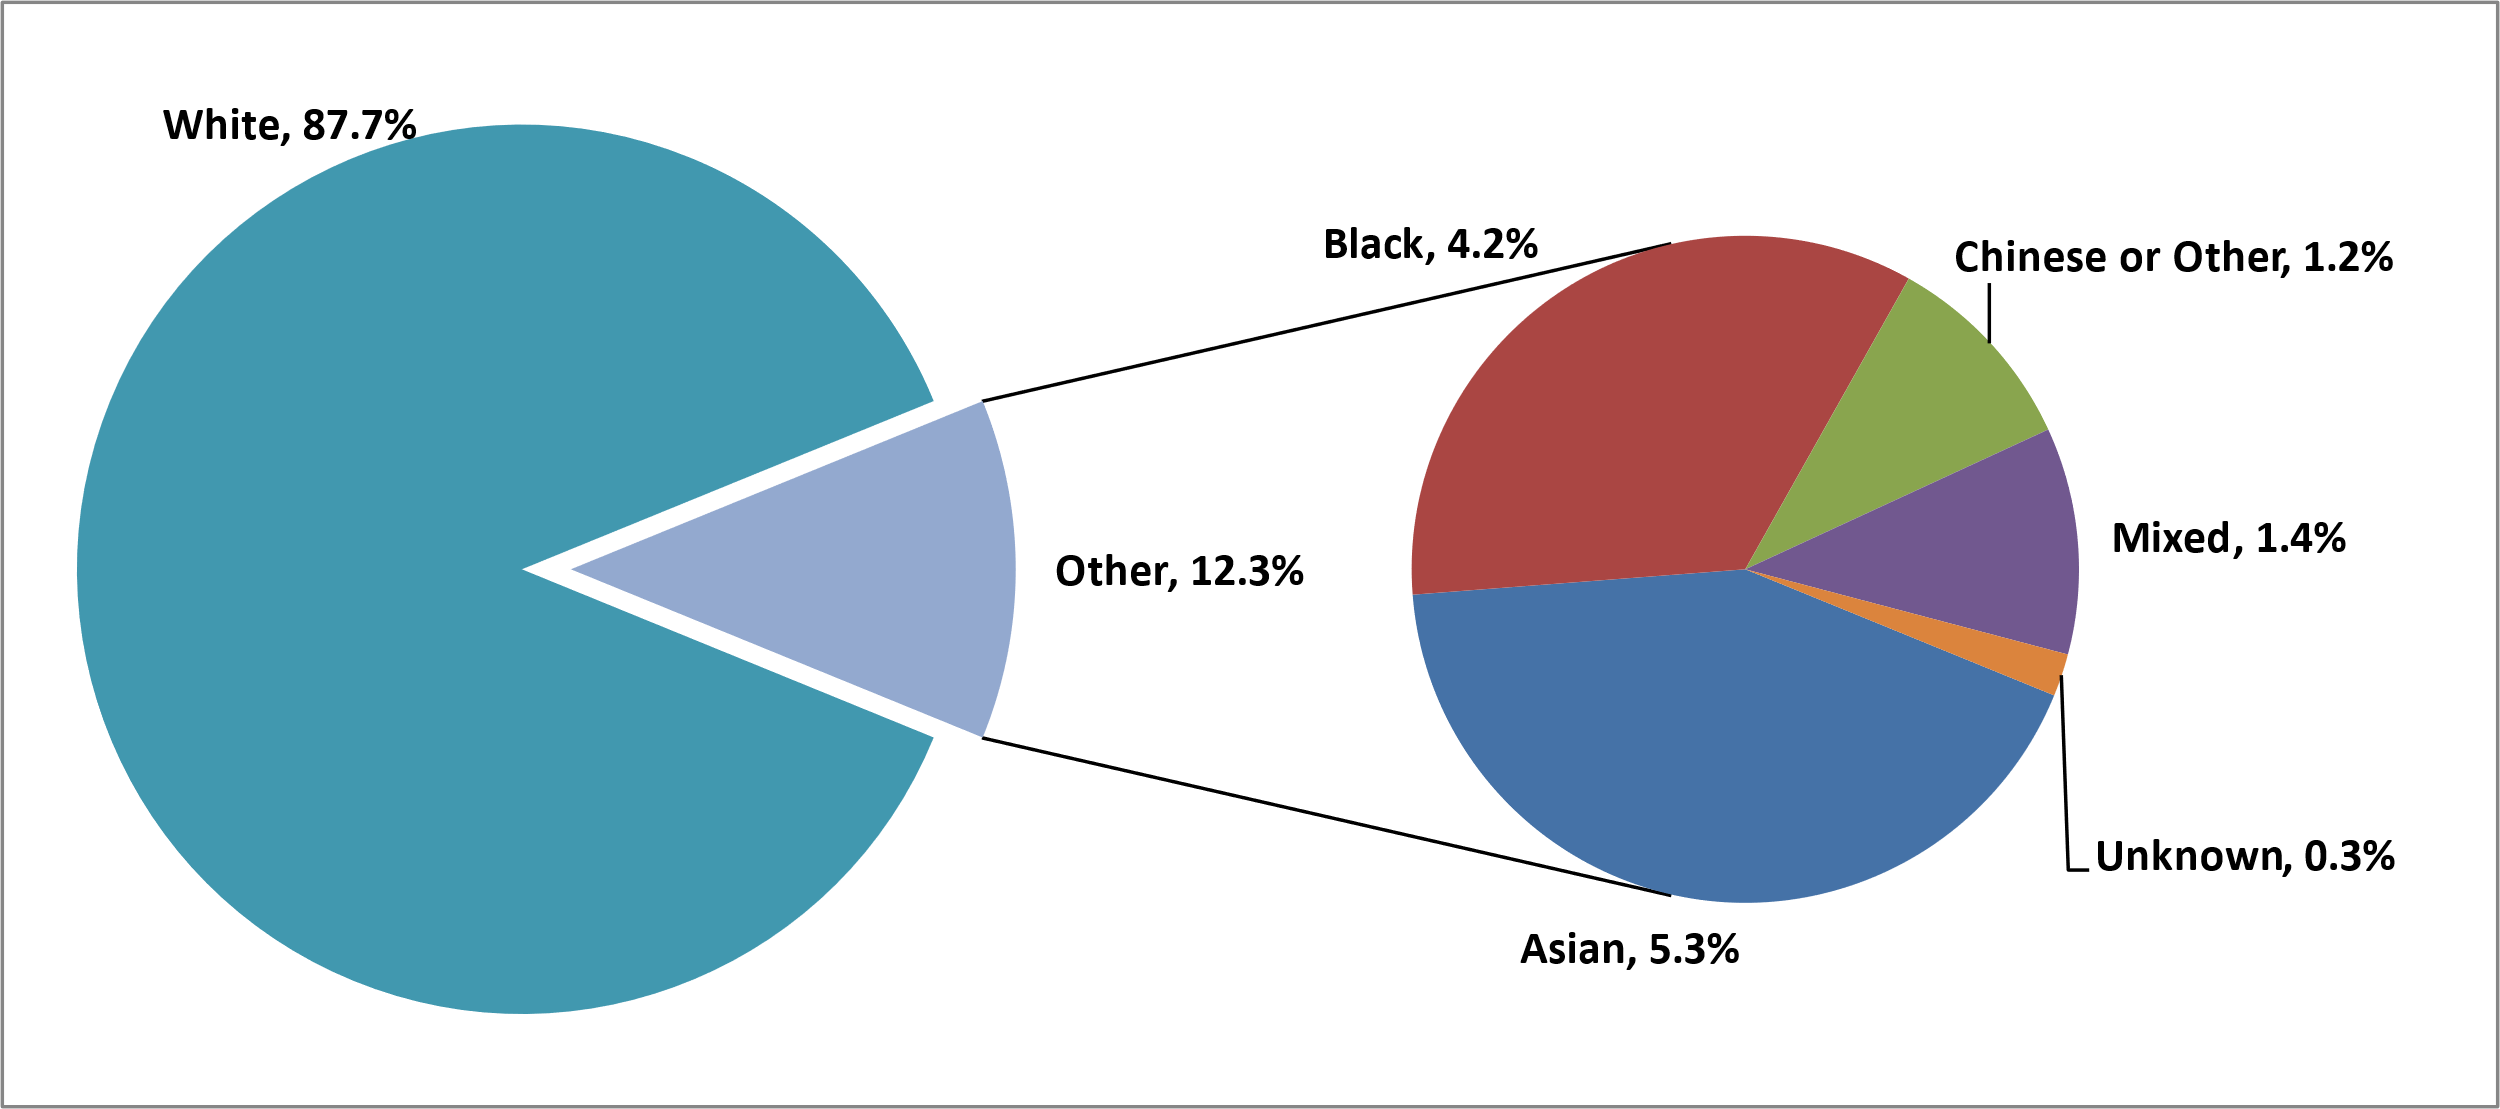 White, 87.7%
Black, 4.2%
Chinese or Other, 1.2%
Mixed, 1.4%
Other, 12.3%
Unknown, 0.3%
Asian, 5.3%